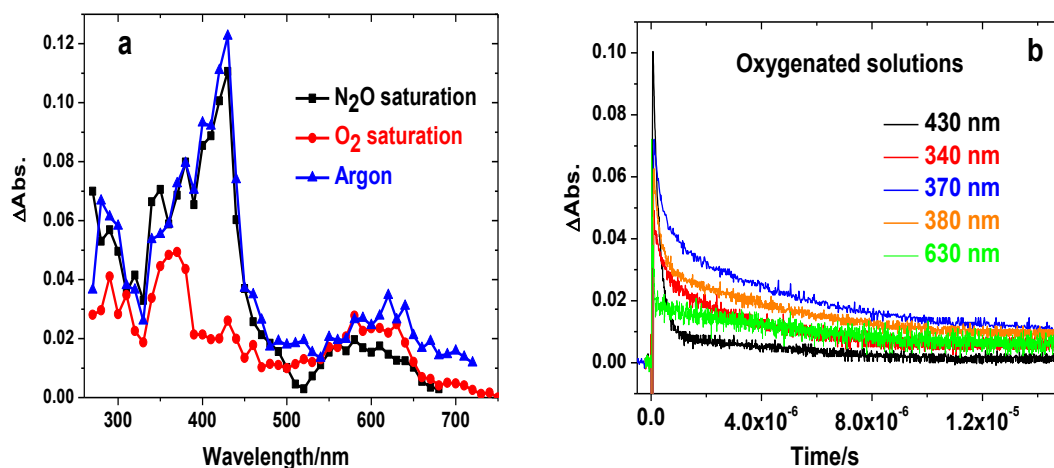 a
N2O saturation
O2 saturation
Argon
ΔAbs.
0.12
0.10
0.08
0.06
0.04
0.02
0.00
300 400 500 600 700
Wavelength/nm
b
Oxygenated solutions
430 nm
340 nm
370 nm
380 nm
630 nm
ΔAbs.
0.10
0.08
0.06
0.04
0.02
0.00
0.0 4.0x10-6 8.0x10-6 1.2x10-5
Time/s